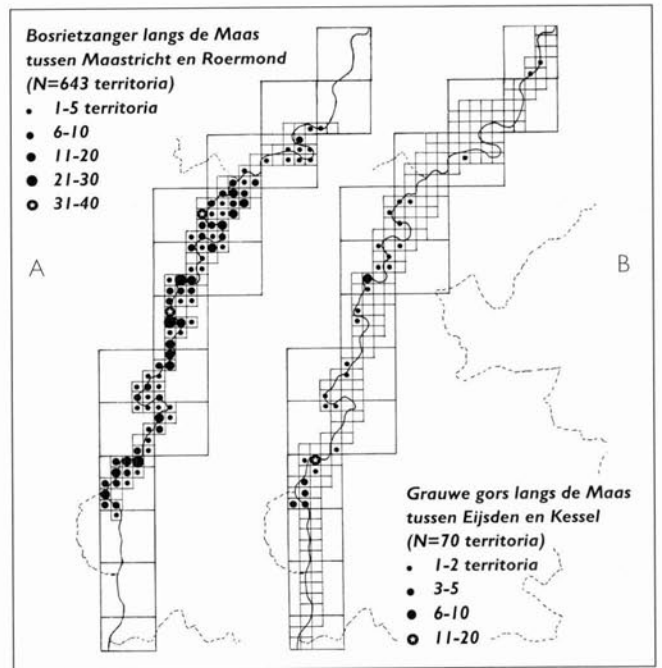 Bosrietzanger langs de Maas
tussen Maastricht en Roermond
(N=643 territoria)
1-5 territoria
6-10
11-20
21-30
31-40
A
B
Grauwe gors langs de Maas
tussen Eijsden en Kessel
(N=70 territoria)
1-2 territoria
3-5
6-10
11-20